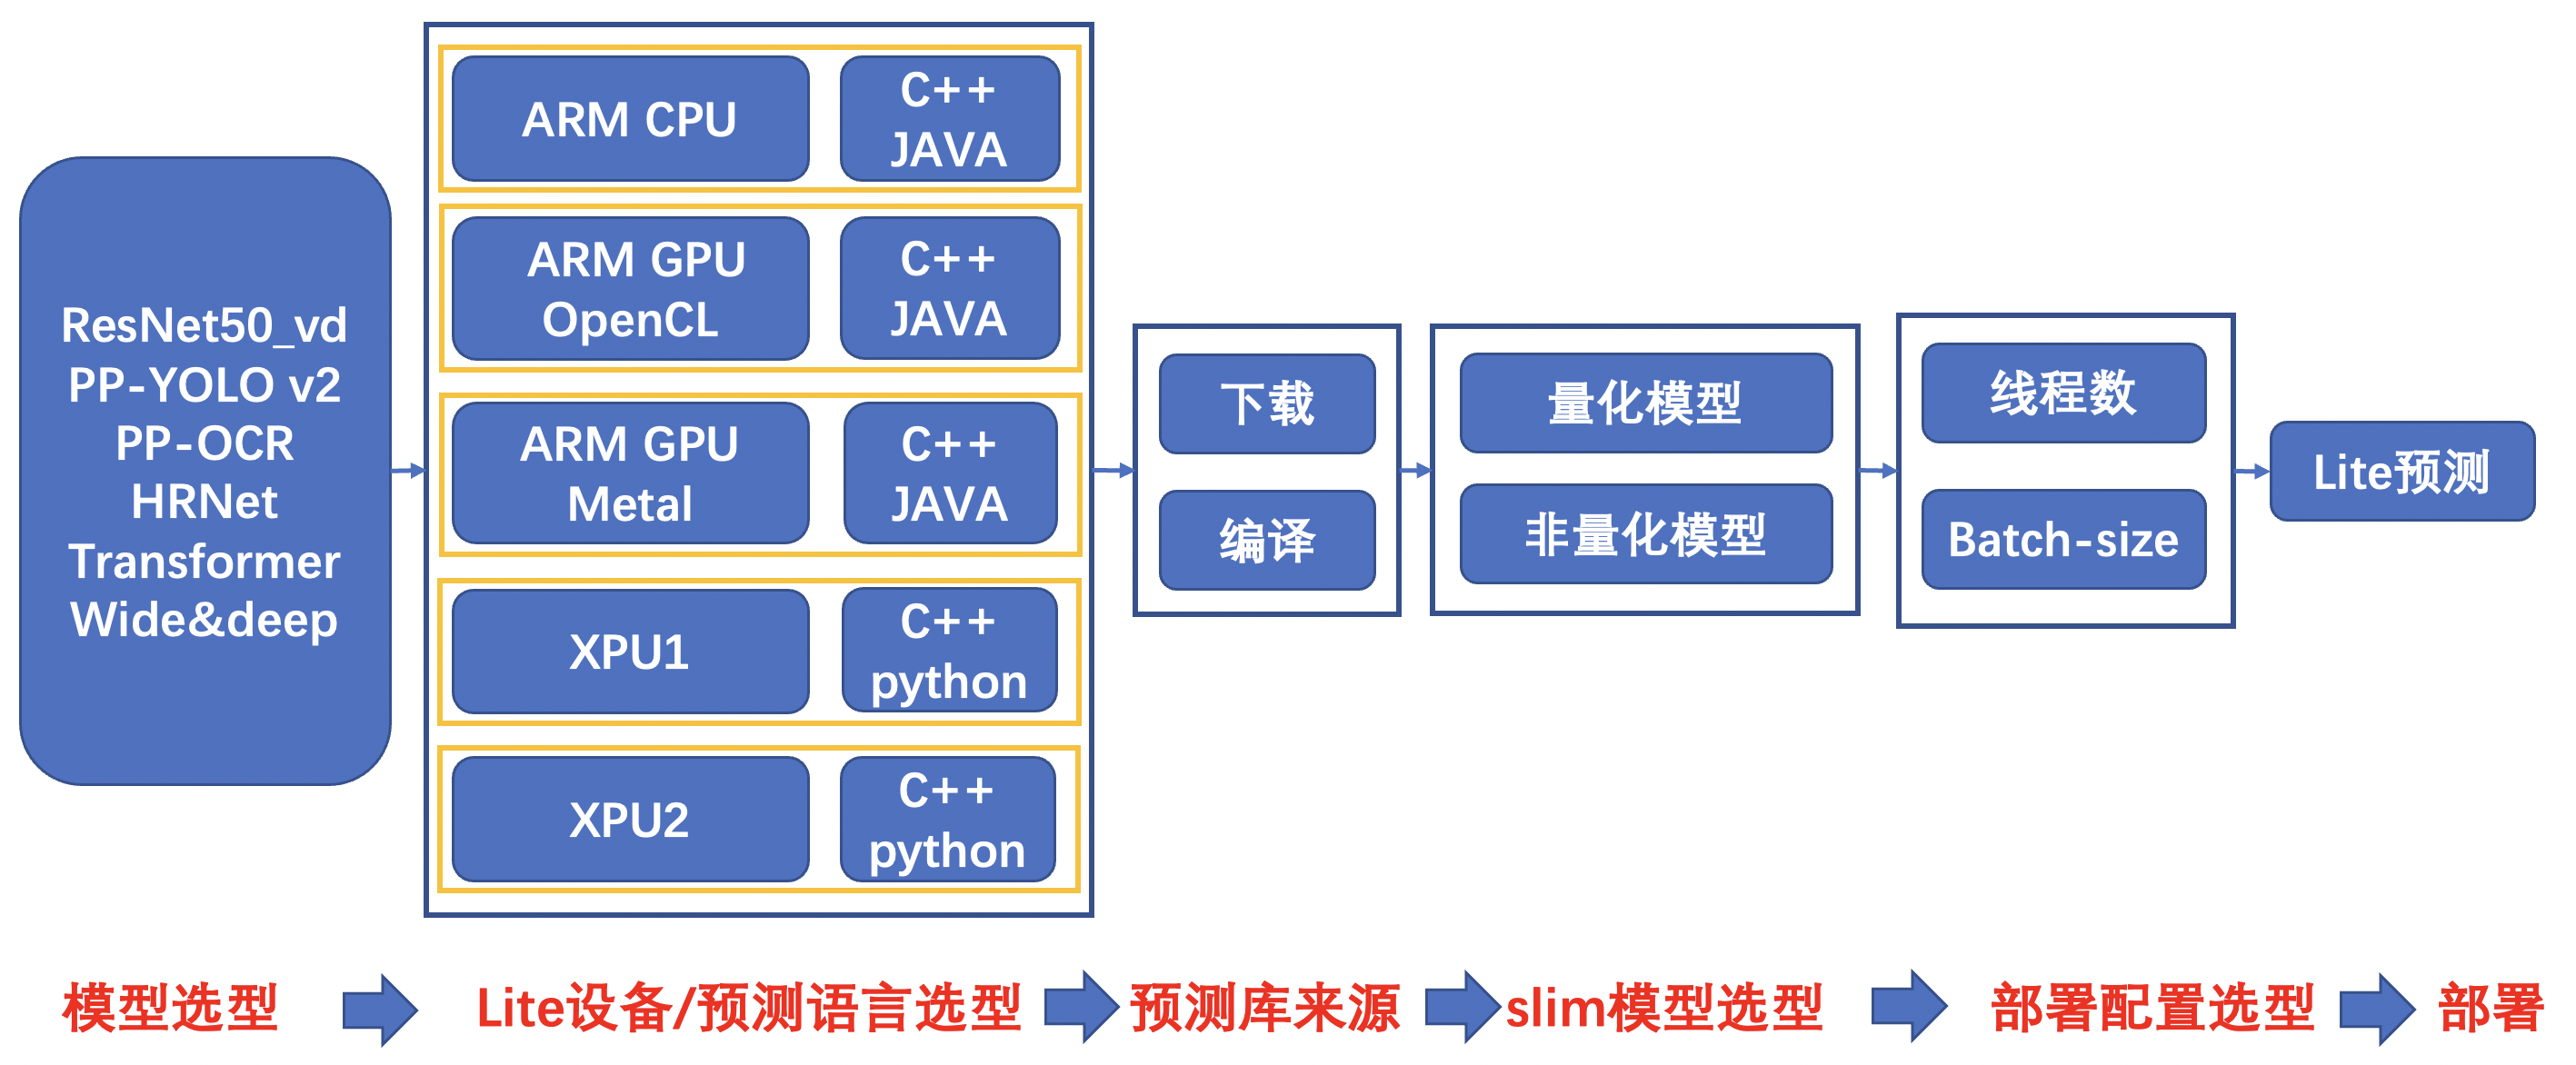 ResNet50_vd
PP-YOLO v2
PP-OCR
HRNet
Transformer
Wide&deep
ARM CPU
C++
JAVA
ARM GPU
OpenCL
C++
JAVA
ARM GPU
Metal
C++
JAVA
XPU1
C++
python
XPU2
C++
python
下载
编译
量化模型
非量化模型
线程数
Batch-size
Lite预测
模型选型
Lite设备/预测语言选型
预测库来源
slim模型选型
部署配置选型
部署